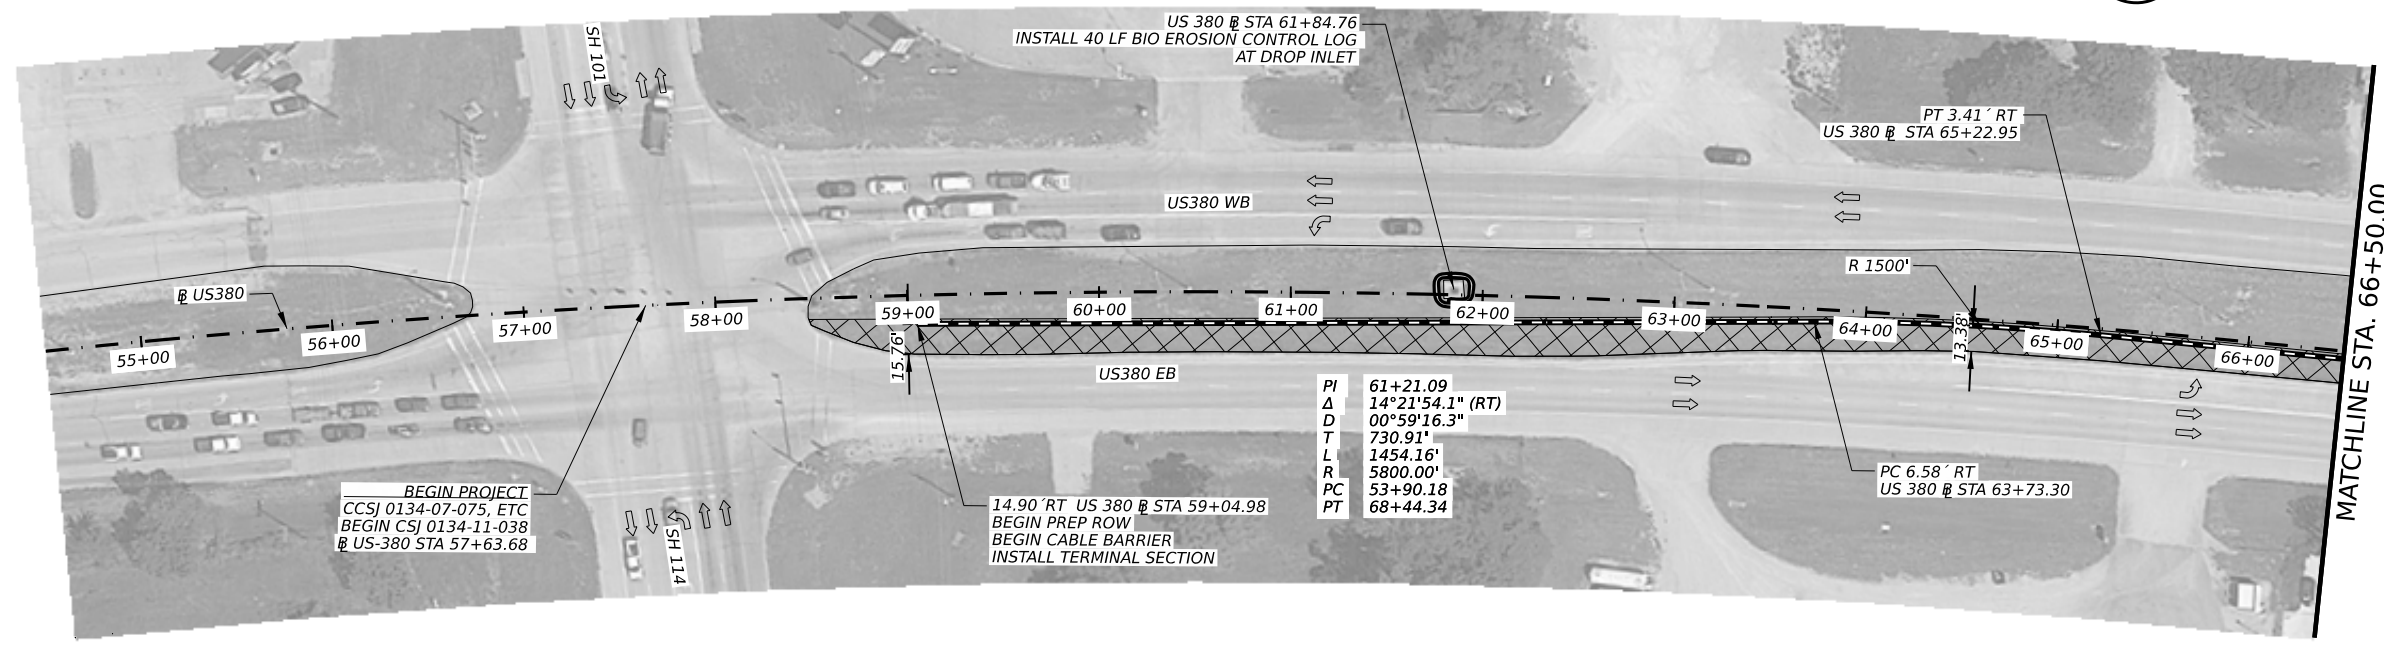 US 380 ⅊ STA 61+84.76
INSTALL 40 LF BIO EROSION CONTROL LOG
AT DROP INLET
SH 101
PT 3.41´ RT
US 380 ⅊ STA 65+22.95
US380 WB
MATCHLINE STA. 66+50.00
R 1500'
⅊ US380
55+00
56+00
57+00
58+00
59+00
60+00
61+00
62+00
63+00
64+00
65+00
66+00
15.76'
13.38'
US380 EB
PI 61+21.09
Δ 14°21'54.1" (RT)
D 00°59'16.3"
T 730.91'
L 1454.16'
R 5800.00'
PC 53+90.18
PT 68+44.34
PC 6.58´ RT
US 380 ⅊ STA 63+73.30
BEGIN PROJECT
CCSJ 0134-07-075, ETC
BEGIN CSJ 0134-11-038
⅊ US-380 STA 57+63.68
14.90´RT US 380 ⅊ STA 59+04.98
BEGIN PREP ROW
BEGIN CABLE BARRIER
INSTALL TERMINAL SECTION
SH 114